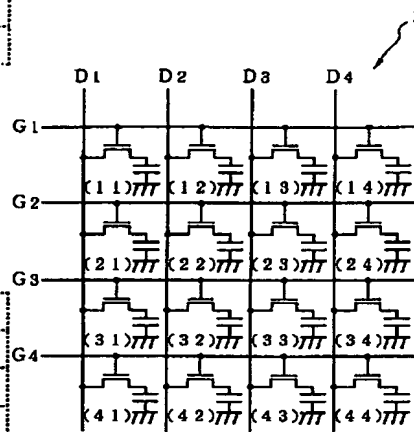 D1 D2 D3 D4
G1
(11) (12) (13) (14)
G2
(21) (22) (23) (24)
G3
(31) (32) (33) (34)
G4
(41) (42) (43) (44)